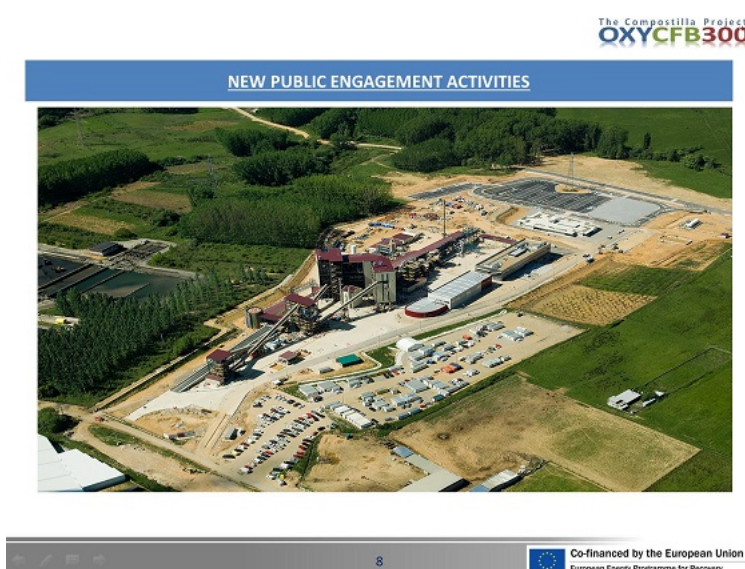 The Compostilla Project
OXYCFB300
NEW PUBLIC ENGAGEMENT ACTIVITIES
8
Co-financed by the European Union
European Energy Programme for Recovery